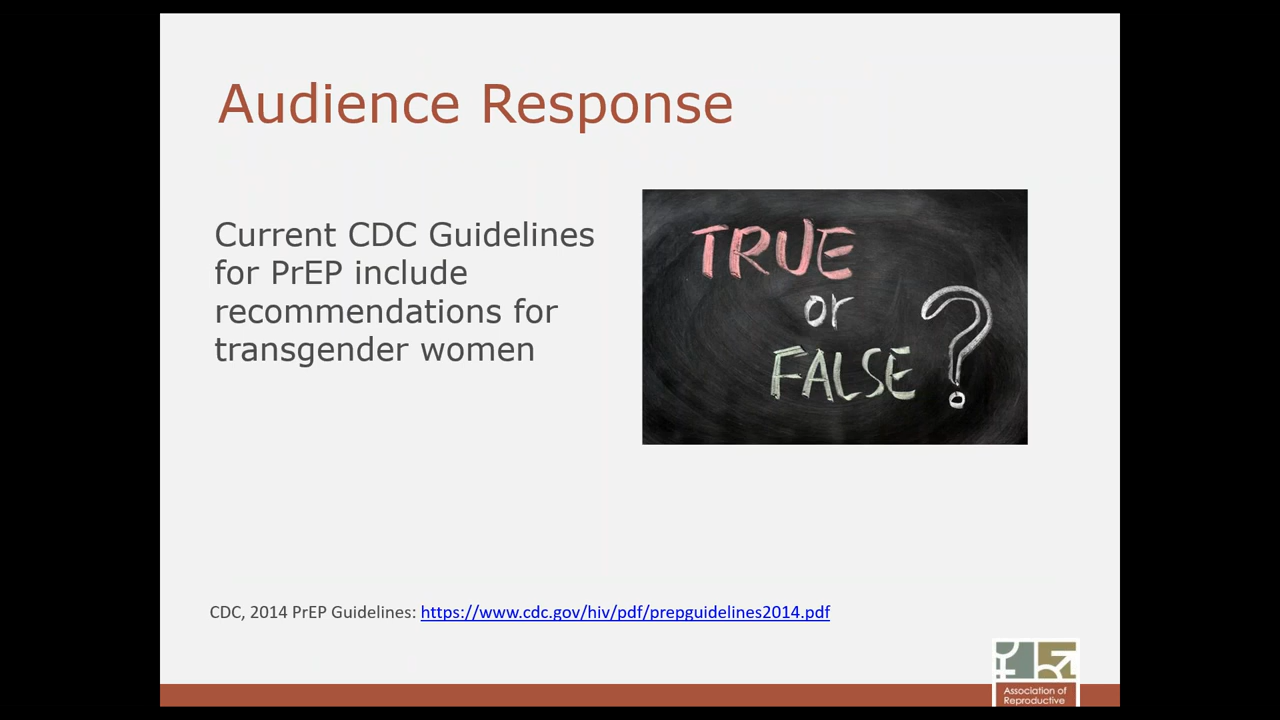 Audience Response
Current CDC Guidelines
for PrEP include
recommendations for
transgender women
TRUE
or
FALSE ?
CDC, 2014 PrEP Guidelines: https://www.cdc.gov/hiv/pdf/prepguidelines2014.pdf
Association of
Reproductive